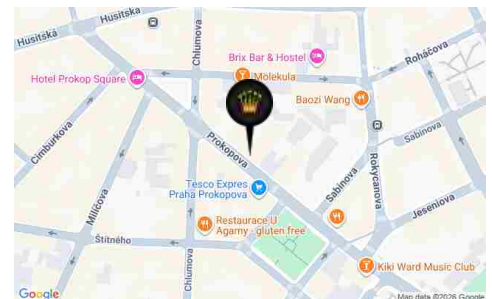 Husitská
Husitská
Chlumova
Brix Bar & Hostel
Roháčova
Hotel Prokop Square
Molekula
Baozi Wang
Cimburkova
Prokopova
Sabinova
Rokycanova
Tesco Expres
Praha Prokopova
Sabinova
Jeseniova
Milíčova
Restaurace U
Agamy - gluten free
Štítného
Chlumova
Kiki Ward Music Club
Google
Map data ©2026 Google